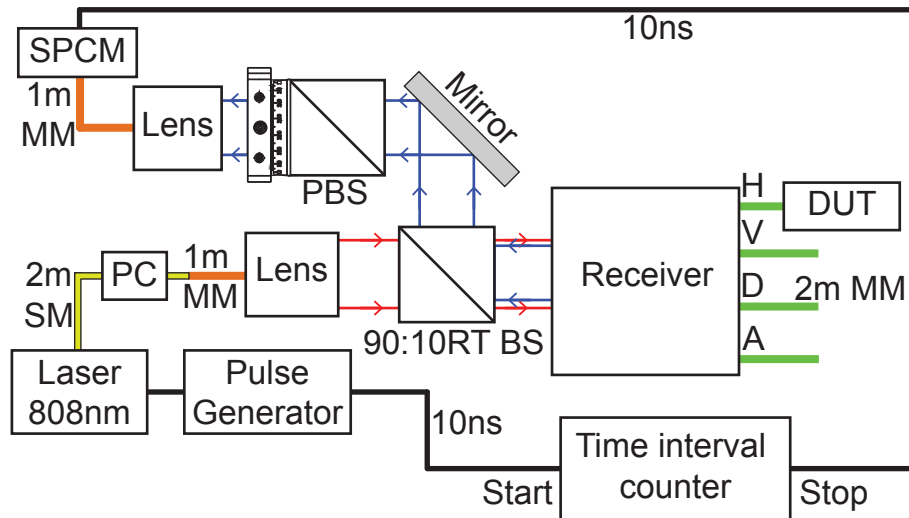 10ns
SPCM
1m
MM
Lens
PBS
Mirror
H
DUT
V
D
2m MM
A
Receiver
2m
SM
PC
1m
MM
Lens
90:10RT BS
Laser
808nm
Pulse
Generator
10ns
Time interval
counter
Start
Stop